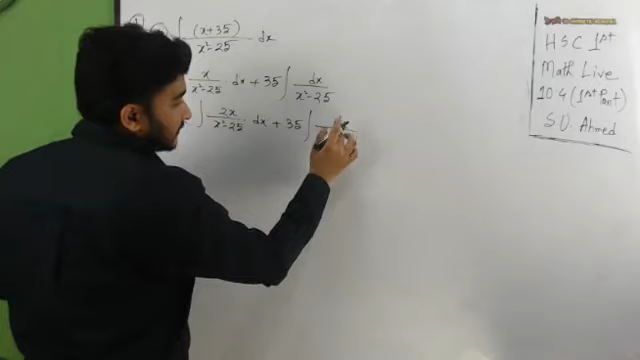 ∫ (x+35) / x²-25 dx
x / x²-25 · dx + 35 ∫ dx / x²-25
∫ 2x / x²-25 · dx + 35 ∫
HSC 1st
Math Live
10.4 (1st Part)
S.U. Ahmed